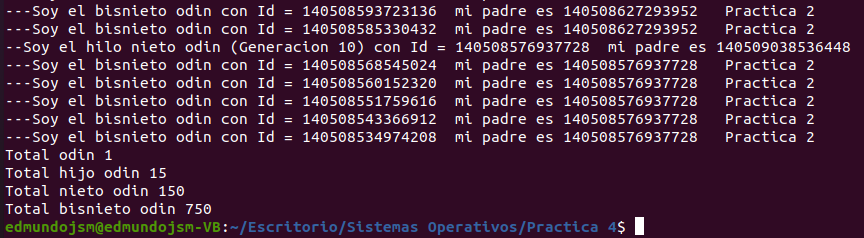 ---Soy el bisnieto odin con Id = 140508593723136  mi padre es 140508627293952   Practica 2
---Soy el bisnieto odin con Id = 140508585330432  mi padre es 140508627293952   Practica 2
--Soy el hilo nieto odin (Generacion 10) con Id = 140508576937728  mi padre es 140509038536448
---Soy el bisnieto odin con Id = 140508568545024  mi padre es 140508576937728   Practica 2
---Soy el bisnieto odin con Id = 140508560152320  mi padre es 140508576937728   Practica 2
---Soy el bisnieto odin con Id = 140508551759616  mi padre es 140508576937728   Practica 2
---Soy el bisnieto odin con Id = 140508543366912  mi padre es 140508576937728   Practica 2
---Soy el bisnieto odin con Id = 140508534974208  mi padre es 140508576937728   Practica 2
Total odin 1
Total hijo odin 15
Total nieto odin 150
Total bisnieto odin 750
edmundojsm@edmundojsm-VB:~/Escritorio/Sistemas Operativos/Practica 4$